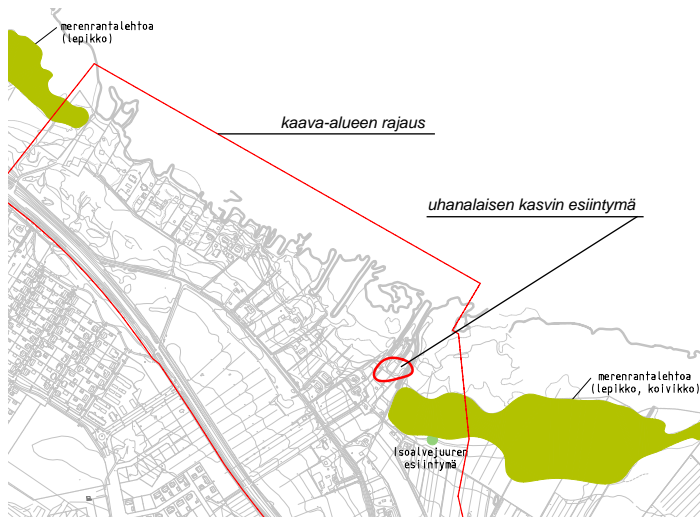 merenrantalehtoa
(lepikko)
kaava-alueen rajaus
uhanalaisen kasvin esiintymä
merenrantalehtoa
(lepikko, koivikko)
Isoalvejuuren
esiintymä